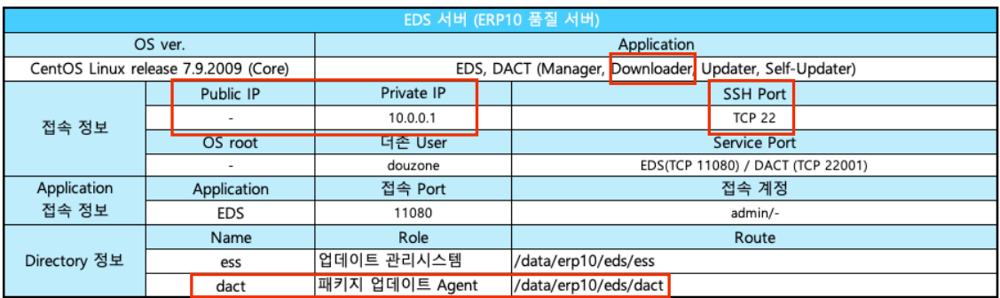 EDS 서버 (ERP10 품질 서버)
OS ver. Application
CentOS Linux release 7.9.2009 (Core) EDS, DACT (Manager, Downloader, Updater, Self-Updater)
접속 정보 Public IP Private IP SSH Port
- 10.0.0.1 TCP 22
OS root 더존 User Service Port
- douzone EDS(TCP 11080) / DACT (TCP 22001)
Application 접속 정보 Application 접속 Port 접속 계정
EDS 11080 admin/-
Directory 정보 Name Role Route
ess 업데이트 관리시스템 /data/erp10/eds/ess
dact 패키지 업데이트 Agent /data/erp10/eds/dact